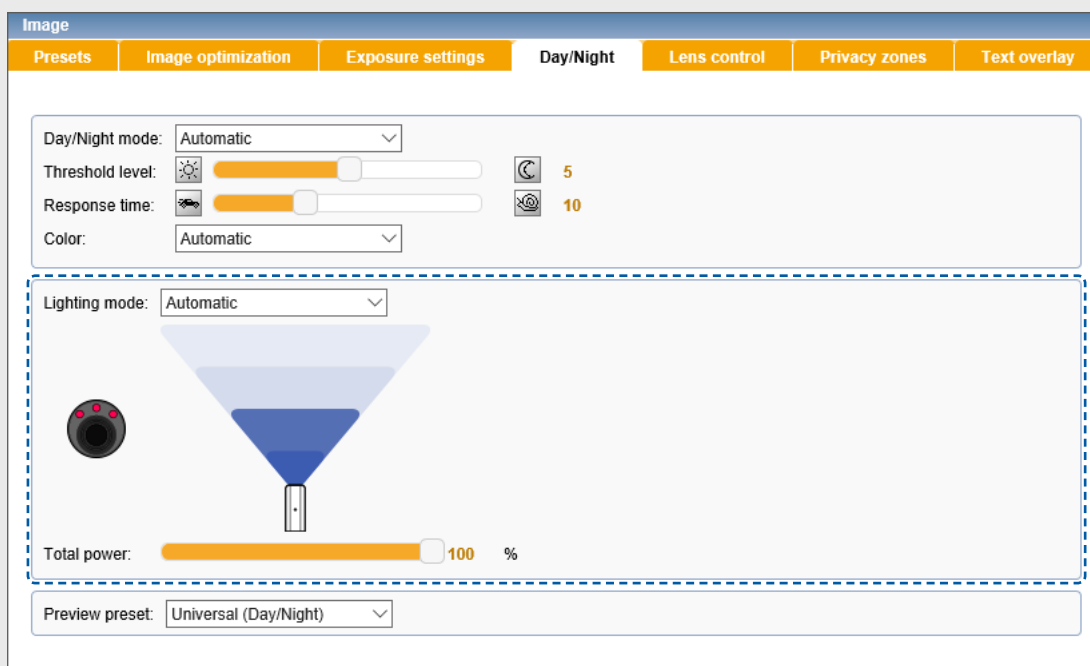 Image
Presets Image optimization Exposure settings Day/Night Lens control Privacy zones Text overlay
Day/Night mode: Automatic
Threshold level: 5
Response time: 10
Color: Automatic
Lighting mode: Automatic
Total power: 100 %
Preview preset: Universal (Day/Night)